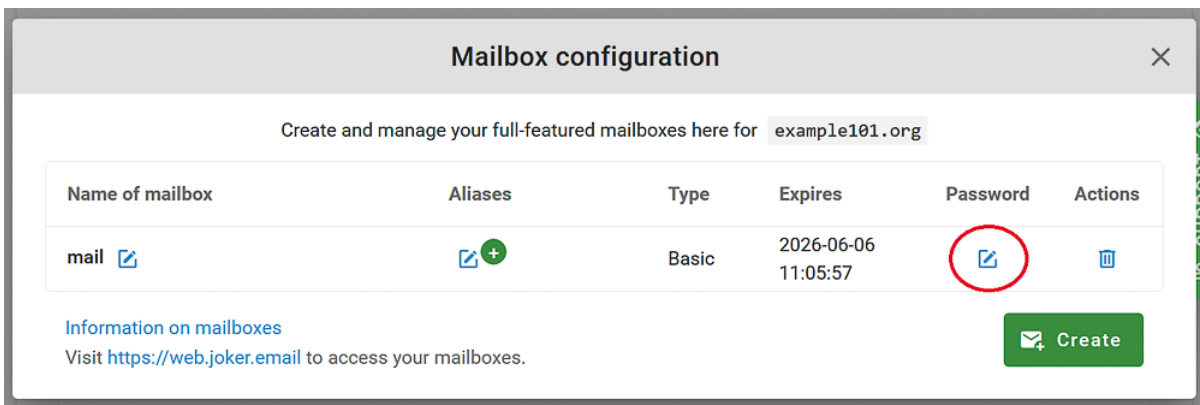 Mailbox configuration
Create and manage your full-featured mailboxes here for example101.org
Name of mailbox Aliases Type Expires Password Actions
mail Basic 2026-06-06
11:05:57
Information on mailboxes
Visit https://web.joker.email to access your mailboxes.
Create